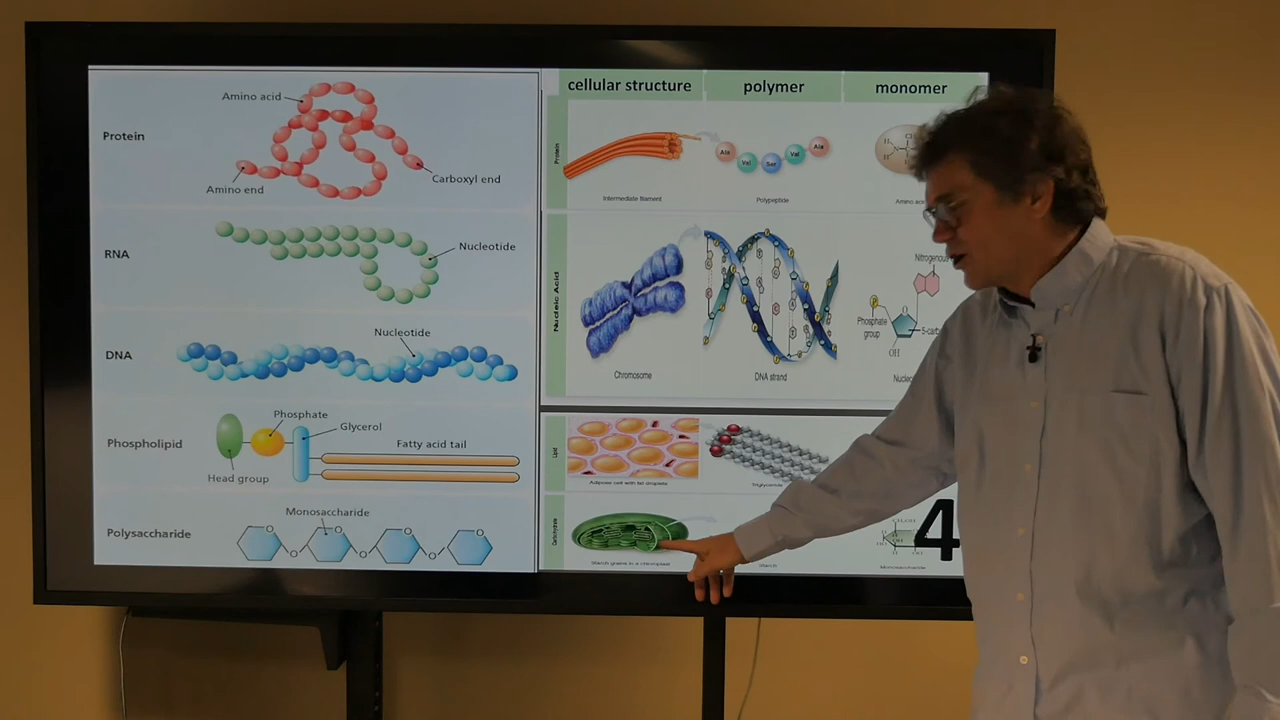 Protein
Amino acid
Amino end
Carboxyl end
RNA
Nucleotide
DNA
Nucleotide
Phospholipid
Phosphate
Glycerol
Fatty acid tail
Head group
Polysaccharide
Monosaccharide
cellular structure
polymer
monomer
Protein
Ala
Val
Ser
Val
Ala
Intermediate filament
Polypeptide
Nucleic Acid
Nitrogenous
P
Phosphate
group
OH
Chromosome
DNA strand
Lipid
Adipose cell with fat droplets
Triglyceride
Carbohydrate
Starch grains in a chloroplast
Starch
Monosaccharide
4